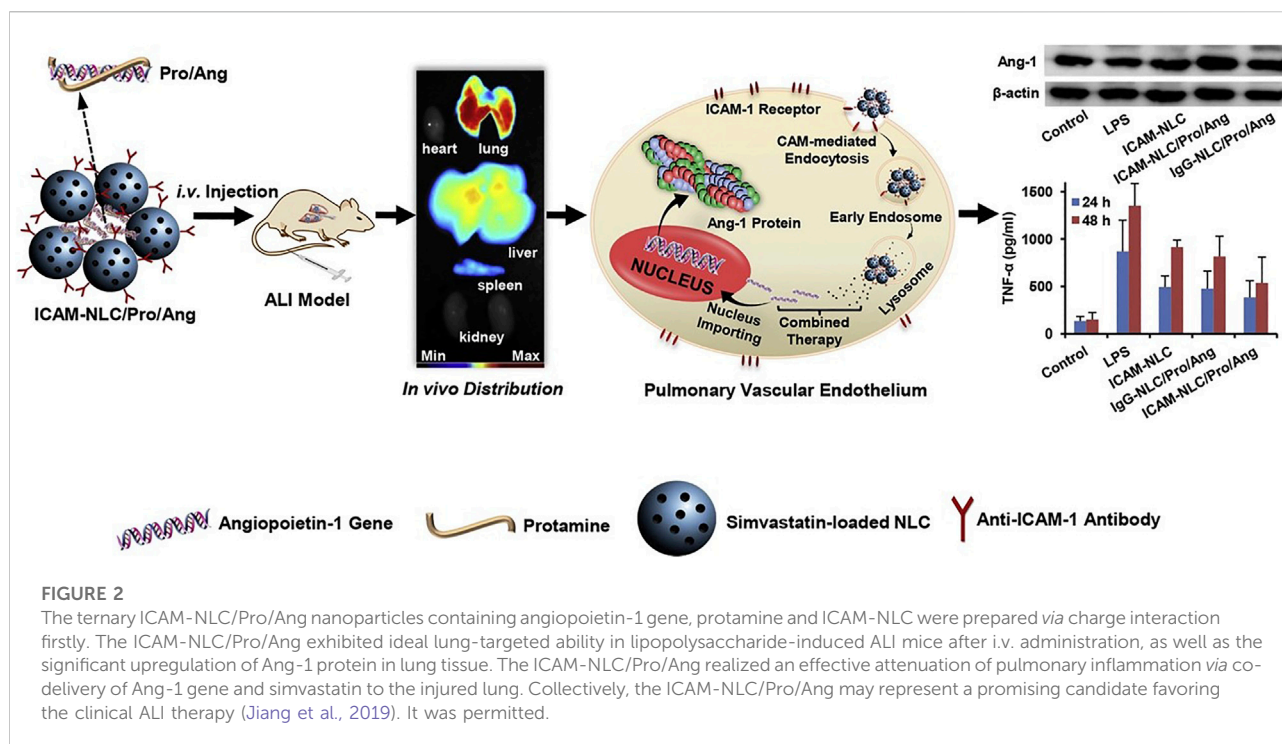 Pro/Ang
ICAM-NLC/Pro/Ang
i.v. Injection
ALI Model
heart
lung
liver
spleen
kidney
Min
Max
In vivo Distribution
ICAM-1 Receptor
CAM-mediated
Endocytosis
Early Endosome
Lysosome
Ang-1 Protein
NUCLEUS
Nucleus
Importing
Combined
Therapy
Pulmonary Vascular Endothelium
Ang-1
β-actin
Control
LPS
ICAM-NLC
ICAM-NLC/Pro/Ang
IgG-NLC/Pro/Ang
TNF-α (pg/ml)
1500
1000
500
0
24 h
48 h
Control
LPS
ICAM-NLC
IgG-NLC/Pro/Ang
ICAM-NLC/Pro/Ang
Angiopoietin-1 Gene
Protamine
Simvastatin-loaded NLC
Anti-ICAM-1 Antibody
FIGURE 2
The ternary ICAM-NLC/Pro/Ang nanoparticles containing angiopoietin-1 gene, protamine and ICAM-NLC were prepared via charge interaction
firstly. The ICAM-NLC/Pro/Ang exhibited ideal lung-targeted ability in lipopolysaccharide-induced ALI mice after i.v. administration, as well as the
significant upregulation of Ang-1 protein in lung tissue. The ICAM-NLC/Pro/Ang realized an effective attenuation of pulmonary inflammation via co-
delivery of Ang-1 gene and simvastatin to the injured lung. Collectively, the ICAM-NLC/Pro/Ang may represent a promising candidate favoring
the clinical ALI therapy (Jiang et al., 2019). It was permitted.